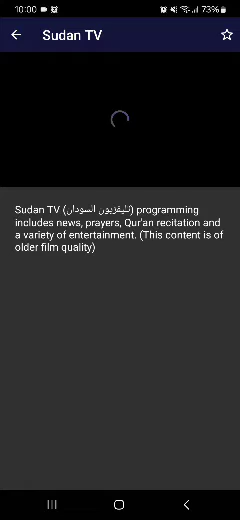 10:00
73%
Sudan TV
Sudan TV (تليفزيون السودان) programming
includes news, prayers, Qur'an recitation and
a variety of entertainment. (This content is of
older film quality)